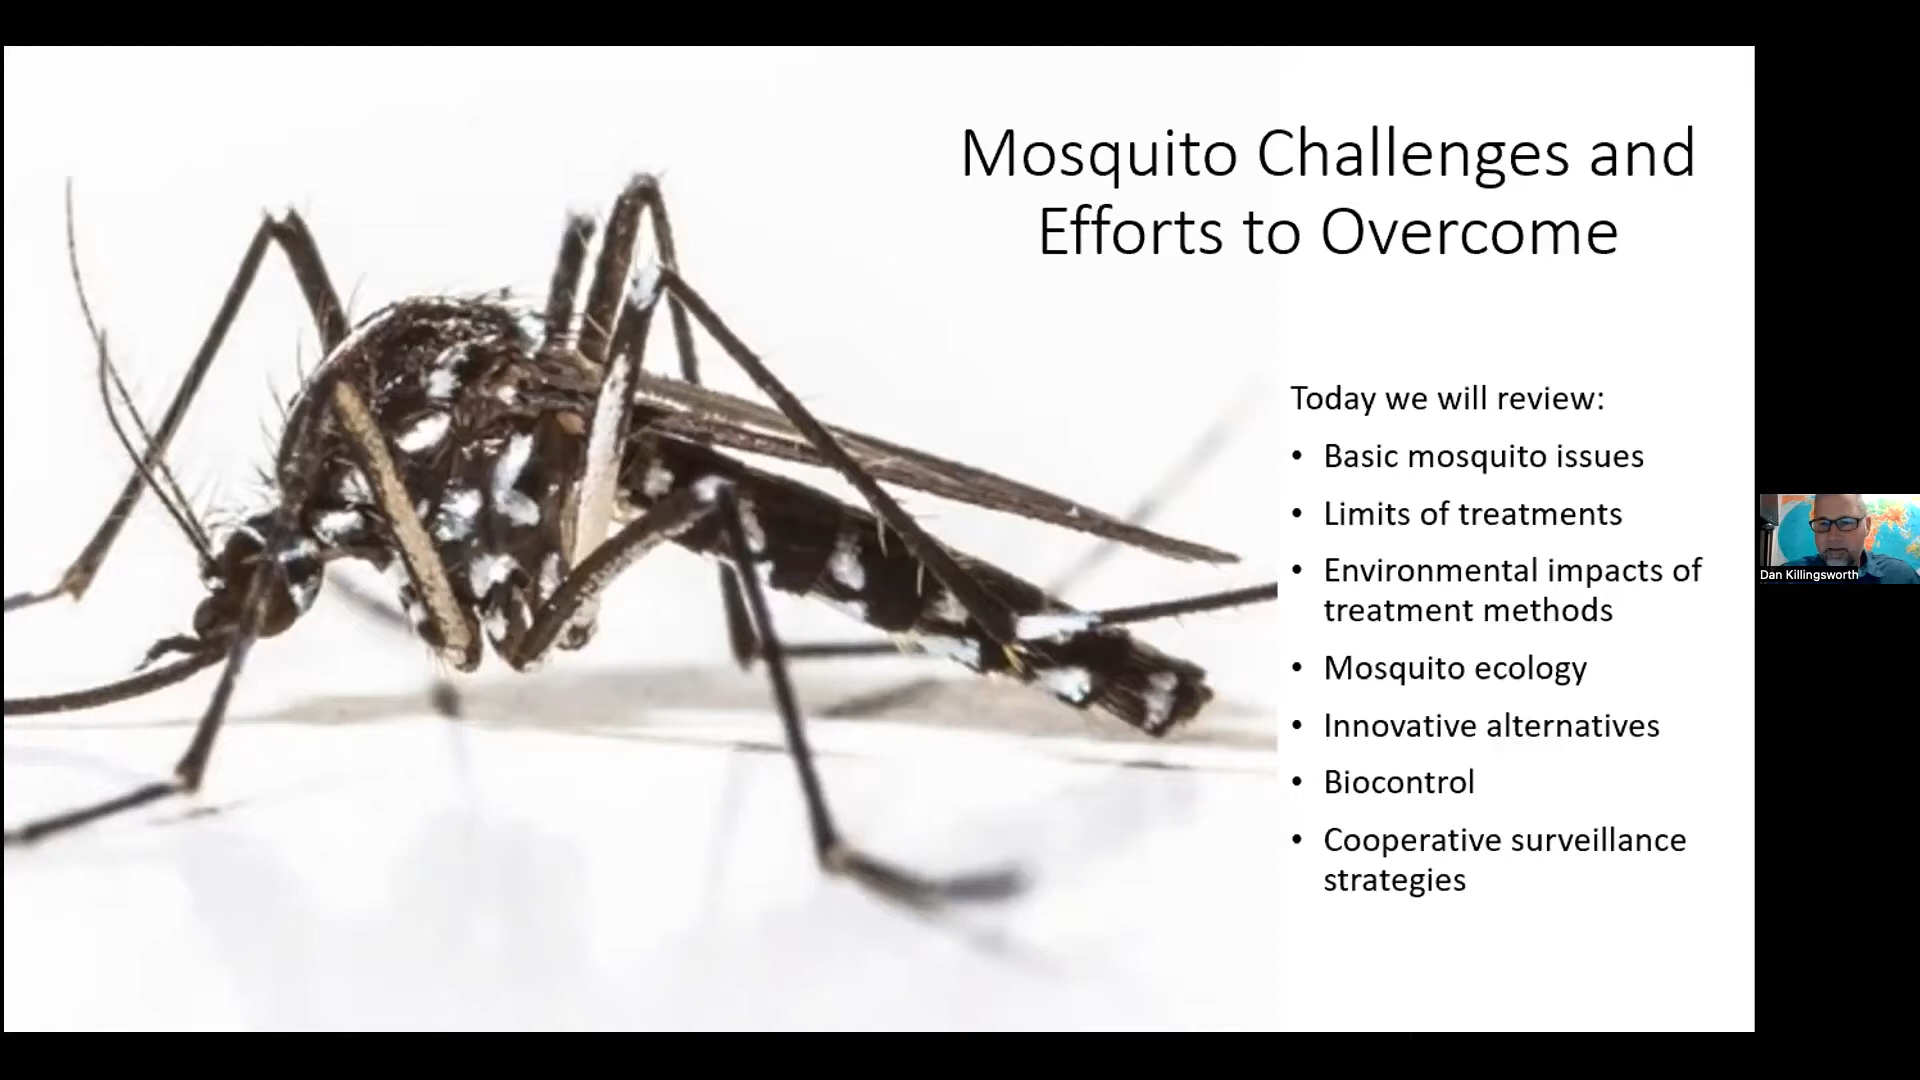 Mosquito Challenges and
Efforts to Overcome
Today we will review:
• Basic mosquito issues
• Limits of treatments
• Environmental impacts of
treatment methods
• Mosquito ecology
• Innovative alternatives
• Biocontrol
• Cooperative surveillance
strategies
Dan Killingsworth